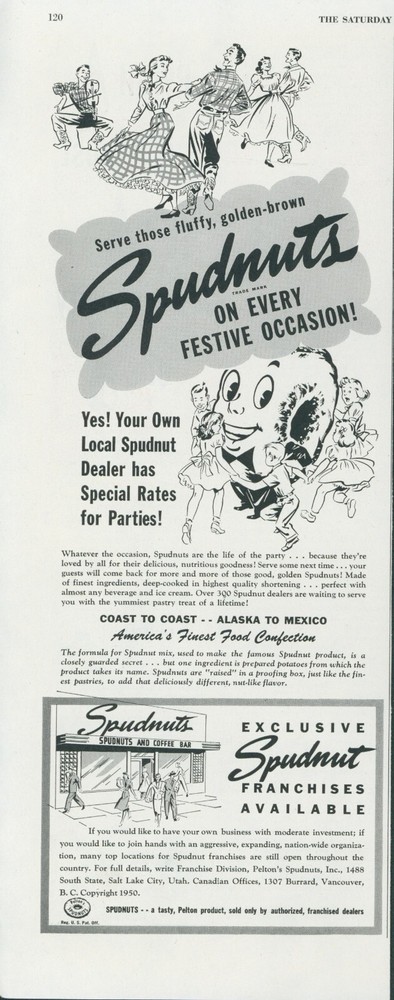 120
THE SATURDAY
Serve those fluffy, golden-brown
Spudnuts
TRADE MARK
ON EVERY
FESTIVE OCCASION!
Yes! Your Own
Local Spudnut
Dealer has
Special Rates
for Parties!
Whatever the occasion, Spudnuts are the life of the party . . . because they're
loved by all for their delicious, nutritious goodness! Serve some next time . . . your
guests will come back for more and more of those good, golden Spudnuts! Made
of finest ingredients, deep-cooked in highest quality shortening . . . perfect with
almost any beverage and ice cream. Over 300 Spudnut dealers are waiting to serve
you with the yummiest pastry treat of a lifetime!
COAST TO COAST - - ALASKA TO MEXICO
America's Finest Food Confection
The formula for Spudnut mix, used to make the famous Spudnut product, is a
closely guarded secret . . . but one ingredient is prepared potatoes from which the
product takes its name. Spudnuts are "raised" in a proofing box, just like the fin-
est pastries, to add that deliciously different, nut-like flavor.
Spudnuts
SPUDNUTS AND COFFEE BAR
EXCLUSIVE
Spudnut
FRANCHISES
AVAILABLE
If you would like to have your own business with moderate investment; if
you would like to join hands with an aggressive, expanding, nation-wide organiza-
tion, many top locations for Spudnut franchises are still open throughout the
country. For full details, write Franchise Division, Pelton's Spudnuts, Inc., 1488
South State, Salt Lake City, Utah. Canadian Offices, 1307 Burrard, Vancouver,
B. C. Copyright 1950.
SPUDNUTS - - a tasty, Pelton product, sold only by authorized, franchised dealers
Reg. U. S. Pat. Off.